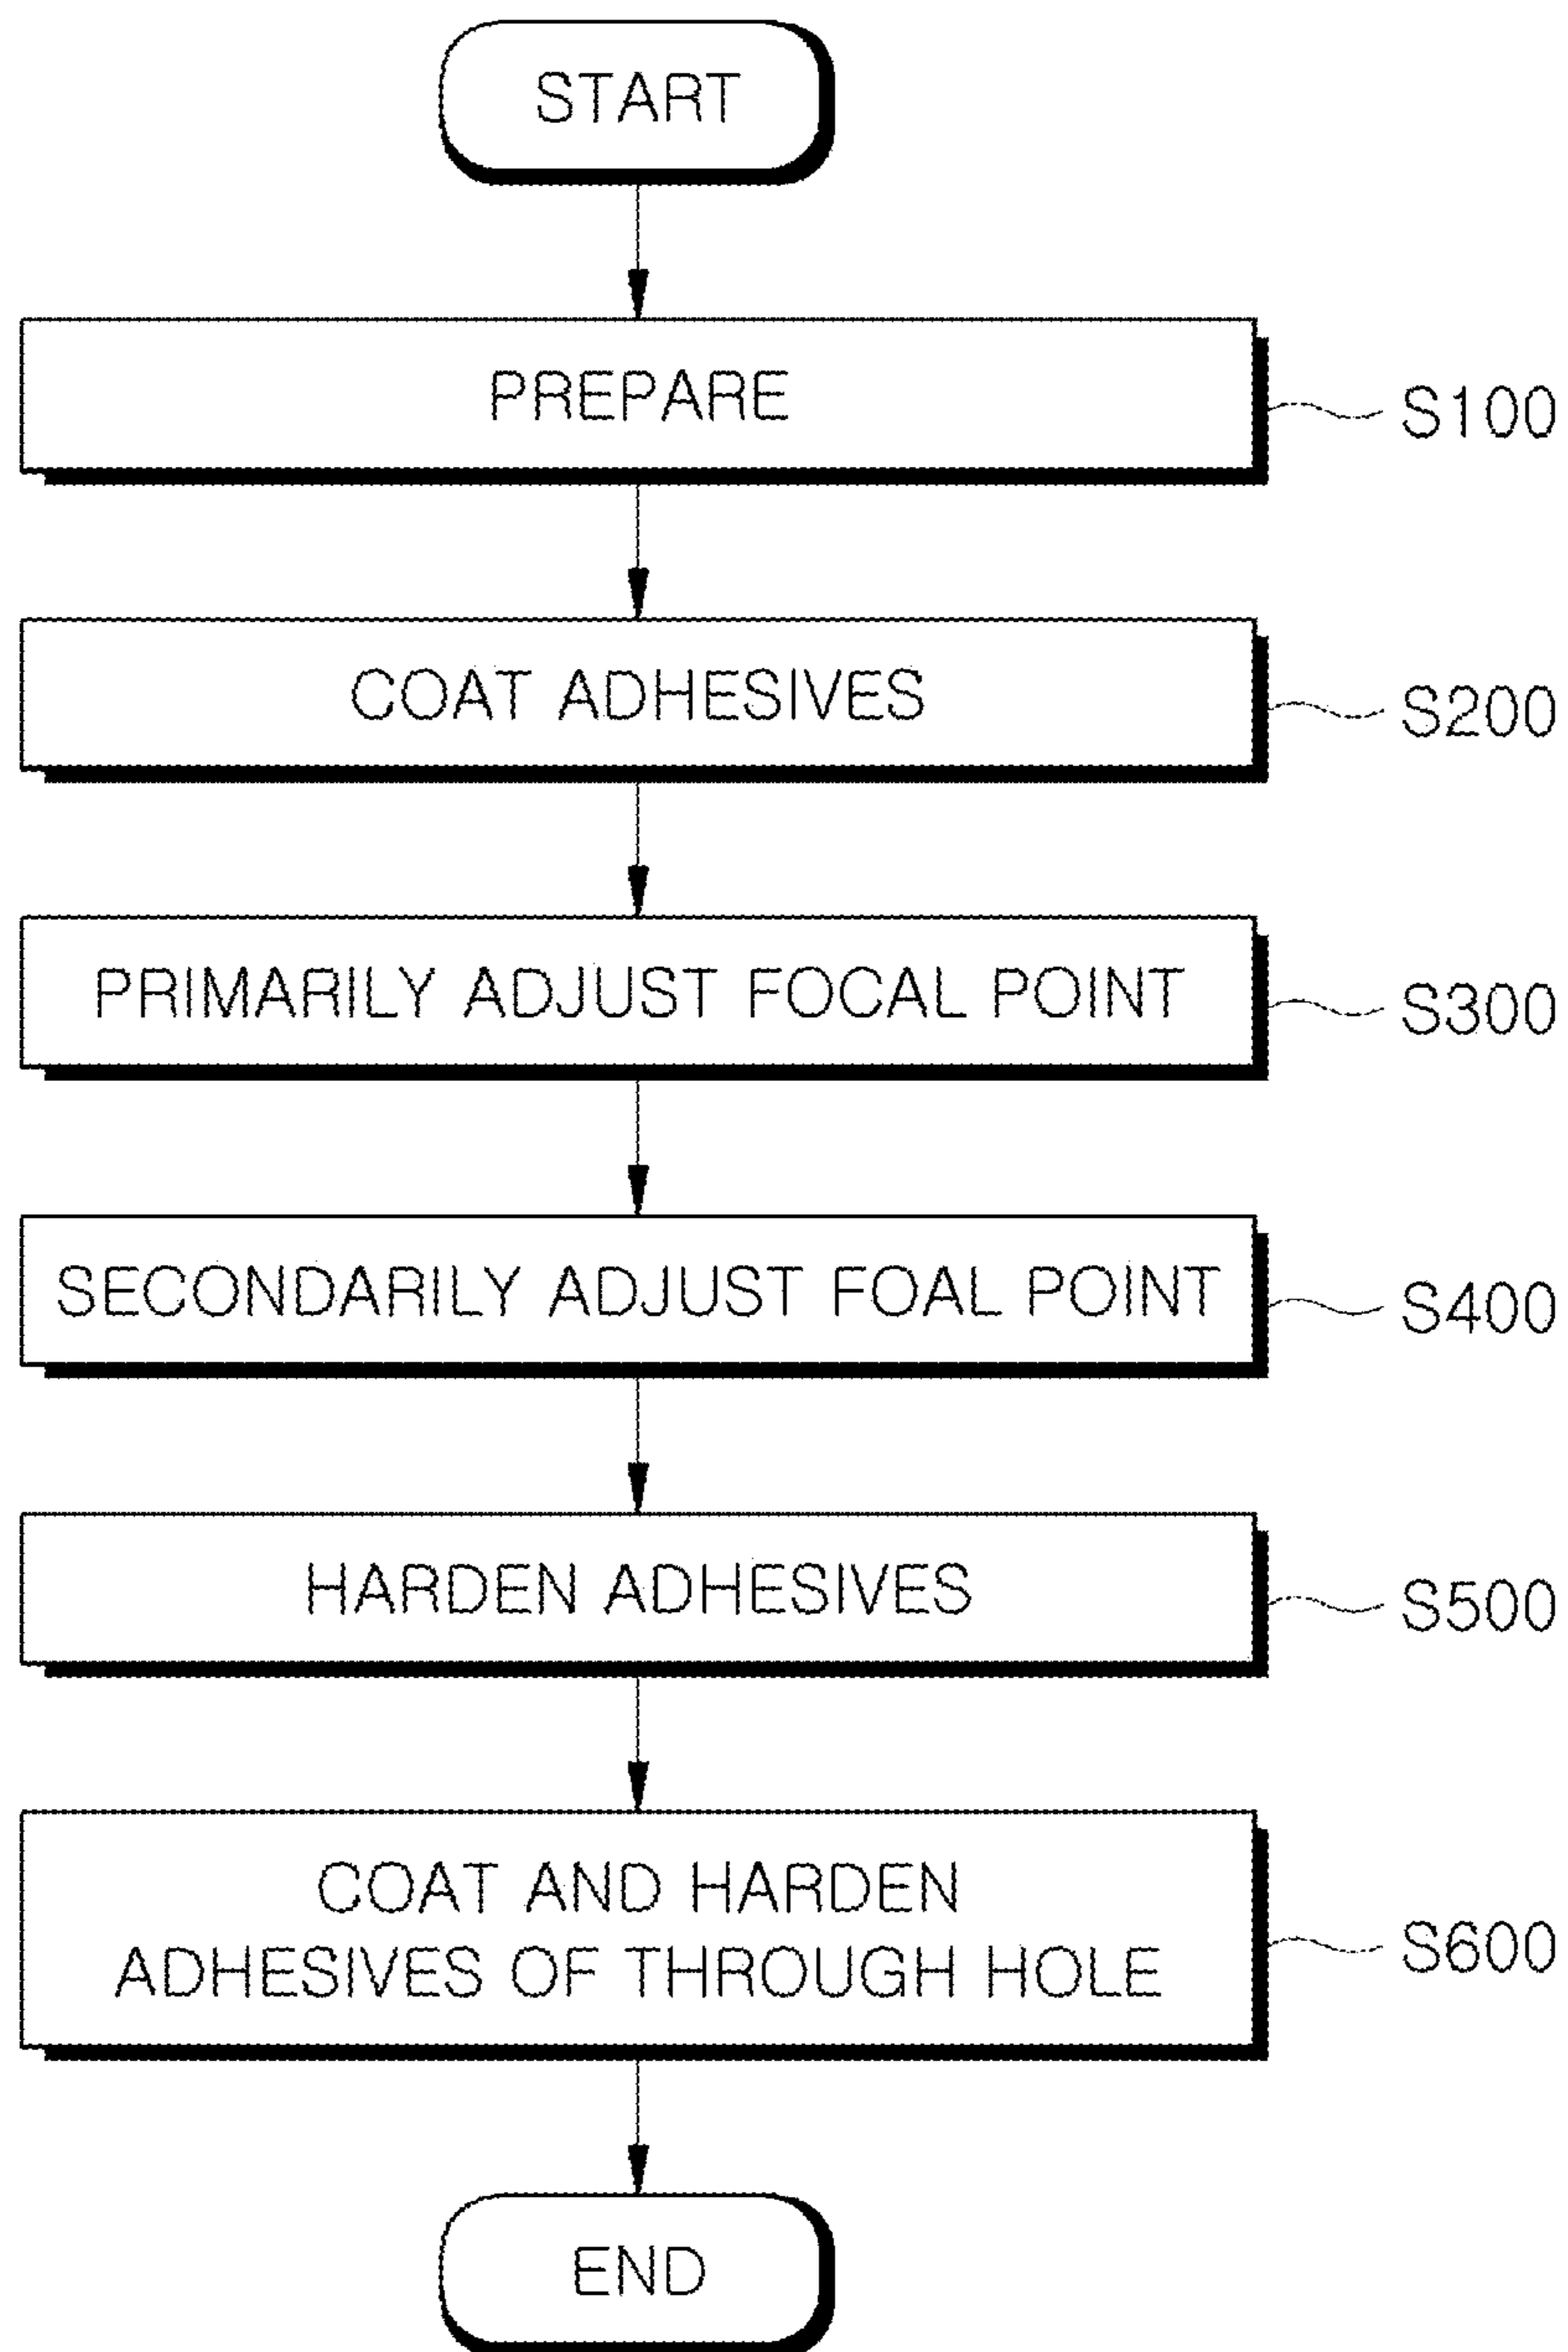 START
PREPARE
S100
COAT ADHESIVES
S200
PRIMARILY ADJUST FOCAL POINT
S300
SECONDARILY ADJUST FOAL POINT
S400
HARDEN ADHESIVES
S500
COAT AND HARDEN
ADHESIVES OF THROUGH HOLE
S600
END